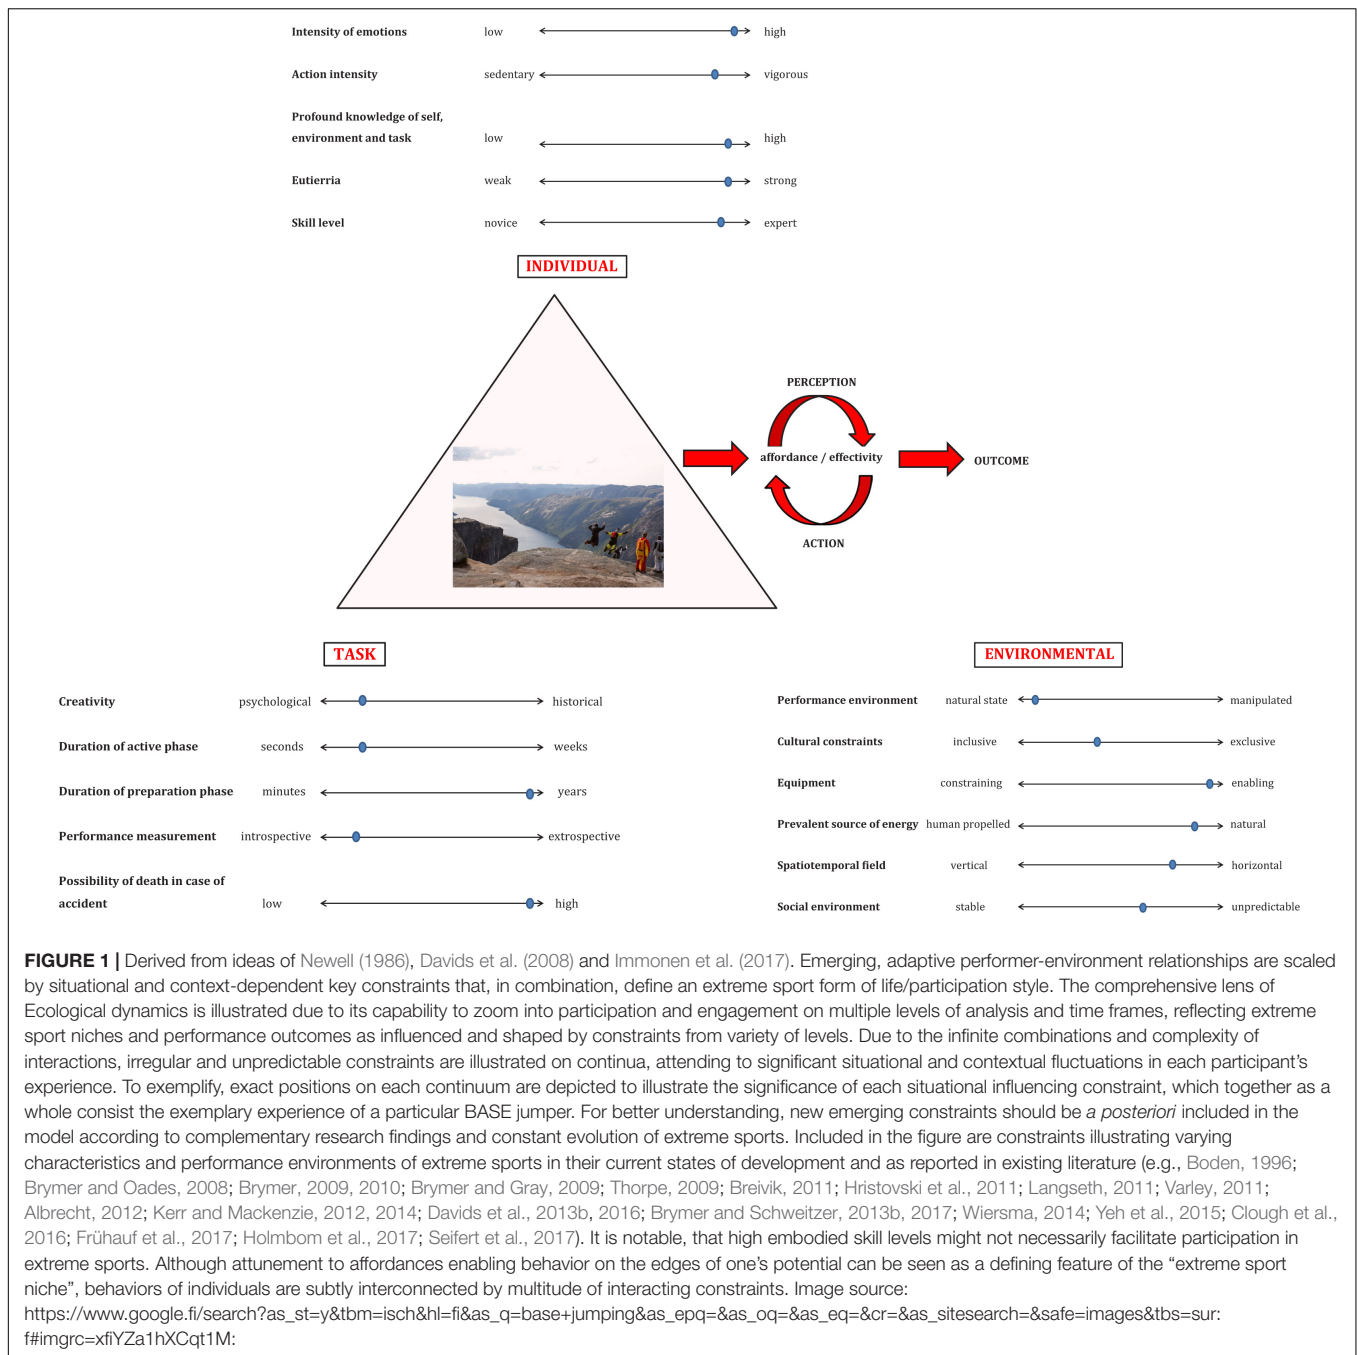 Intensity of emotions low high
Action intensity sedentary vigorous
Profound knowledge of self,
environment and task low high
Eutierria weak strong
Skill level novice expert
INDIVIDUAL
PERCEPTION
affordance / effectivity
OUTCOME
ACTION
TASK
Creativity psychological historical
Duration of active phase seconds weeks
Duration of preparation phase minutes years
Performance measurement introspective extrospective
Possibility of death in case of
accident low high
ENVIRONMENTAL
Performance environment natural state manipulated
Cultural constraints inclusive exclusive
Equipment constraining enabling
Prevalent source of energy human propelled natural
Spatiotemporal field vertical horizontal
Social environment stable unpredictable
FIGURE 1 | Derived from ideas of Newell (1986), Davids et al. (2008) and Immonen et al. (2017). Emerging, adaptive performer-environment relationships are scaled
by situational and context-dependent key constraints that, in combination, define an extreme sport form of life/participation style. The comprehensive lens of
Ecological dynamics is illustrated due to its capability to zoom into participation and engagement on multiple levels of analysis and time frames, reflecting extreme
sport niches and performance outcomes as influenced and shaped by constraints from variety of levels. Due to the infinite combinations and complexity of
interactions, irregular and unpredictable constraints are illustrated on continua, attending to significant situational and contextual fluctuations in each participant's
experience. To exemplify, exact positions on each continuum are depicted to illustrate the significance of each situational influencing constraint, which together as a
whole consist the exemplary experience of a particular BASE jumper. For better understanding, new emerging constraints should be a posteriori included in the
model according to complementary research findings and constant evolution of extreme sports. Included in the figure are constraints illustrating varying
characteristics and performance environments of extreme sports in their current states of development and as reported in existing literature (e.g., Boden, 1996;
Brymer and Oades, 2008; Brymer, 2009, 2010; Brymer and Gray, 2009; Thorpe, 2009; Breivik, 2011; Hristovski et al., 2011; Langseth, 2011; Varley, 2011;
Albrecht, 2012; Kerr and Mackenzie, 2012, 2014; Davids et al., 2013b, 2016; Brymer and Schweitzer, 2013b, 2017; Wiersma, 2014; Yeh et al., 2015; Clough et al.,
2016; Frühauf et al., 2017; Holmbom et al., 2017; Seifert et al., 2017). It is notable, that high embodied skill levels might not necessarily facilitate participation in
extreme sports. Although attunement to affordances enabling behavior on the edges of one's potential can be seen as a defining feature of the “extreme sport
niche”, behaviors of individuals are subtly interconnected by multitude of interacting constraints. Image source:
https://www.google.fi/search?as_st=y&tbm=isch&hl=fi&as_q=base+jumping&as_epq=&as_oq=&as_eq=&cr=&as_sitesearch=&safe=images&tbs=sur:
f#imgrc=xfiYZa1hXCqt1M: